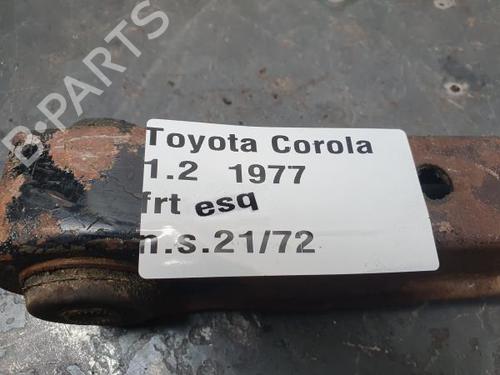 B-PARTS
Toyota Corola
1.2 1977
frt esq
n.s.21/72